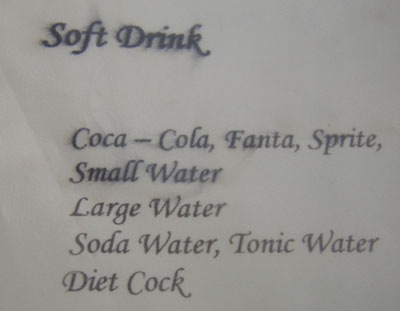 Soft Drink
Coca – Cola, Fanta, Sprite,
Small Water
Large Water
Soda Water, Tonic Water
Diet Cock